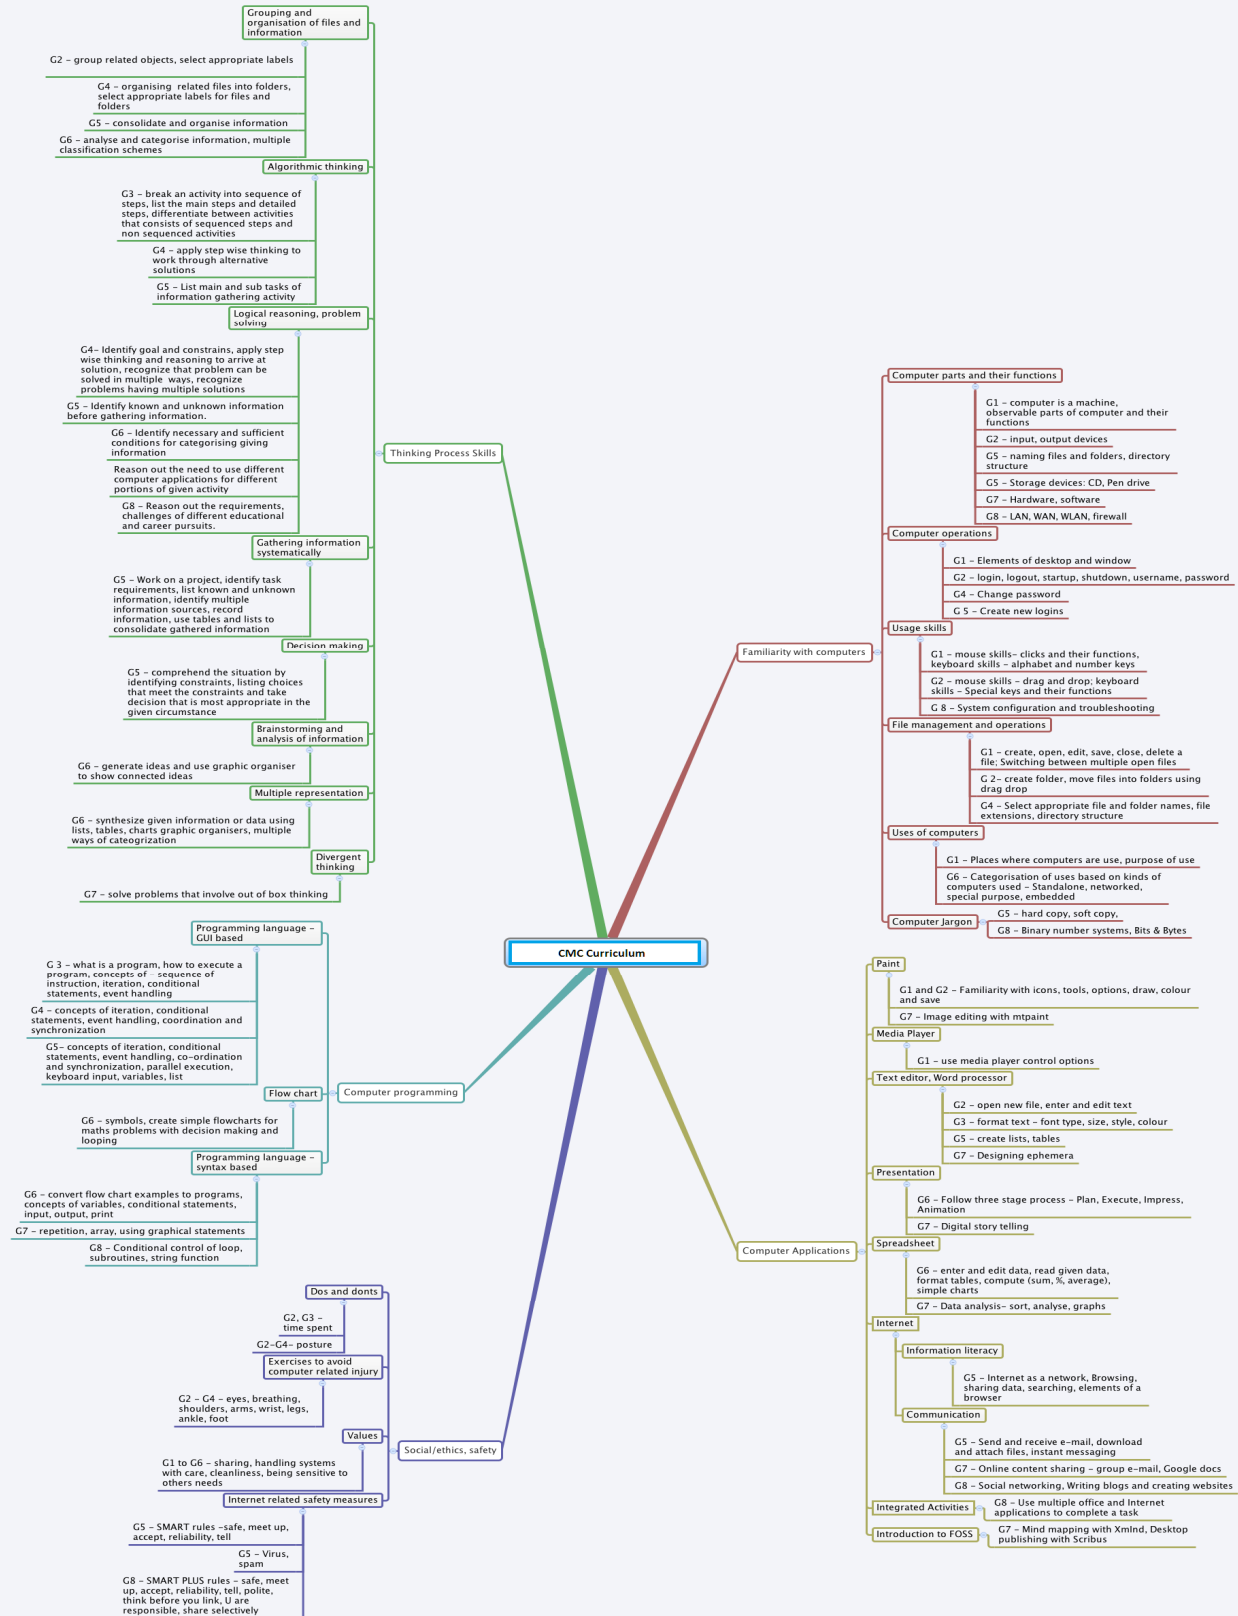 Grouping and
organisation of files and
information
G2 – group related objects, select appropriate labels
G4 – organising  related files into folders,
select appropriate labels for files and
folders
G5 – consolidate and organise information
G6 – analyse and categorise information, multiple
classification schemes
Algorithmic thinking
G3 – break an activity into sequence of
steps, list the main steps and detailed
steps, differentiate between activities
that consists of sequenced steps and
non sequenced activities
G4 – apply step wise thinking to
work through alternative
solutions
G5 – List main and sub tasks of
information gathering activity
Logical reasoning, problem
solving
G4– Identify goal and constrains, apply step
wise thinking and reasoning to arrive at
solution, recognize that problem can be
solved in multiple  ways, recognize
problems having multiple solutions
G5 – Identify known and unknown information
before gathering information.
G6 – Identify necessary and sufficient
conditions for categorising giving
information
Reason out the need to use different
computer applications for different
portions of given activity
G8 – Reason out the requirements,
challenges of different educational
and career pursuits.
Gathering information
systematically
G5 – Work on a project, identify task
requirements, list known and unknown
information, identify multiple
information sources, record
information, use tables and lists to
consolidate gathered information
Decision making
G5 – comprehend the situation by
identifying constraints, listing choices
that meet the constraints and take
decision that is most appropriate in the
given circumstance
Brainstorming and
analysis of information
G6 – generate ideas and use graphic organiser
to show connected ideas
Multiple representation
G6 – synthesize given information or data using
lists, tables, charts graphic organisers, multiple
ways of cateogrization
Divergent
thinking
G7 – solve problems that involve out of box thinking
Thinking Process Skills
Programming language –
GUI based
G 3 – what is a program, how to execute a
program, concepts of – sequence of
instruction, iteration, conditional
statements, event handling
G4 – concepts of iteration, conditional
statements, event handling, coordination and
synchronization
G5– concepts of iteration, conditional
statements, event handling, co-ordination
and synchronization, parallel execution,
keyboard input, variables, list
Flow chart
G6 – symbols, create simple flowcharts for
maths problems with decision making and
looping
Programming language –
syntax based
G6 – convert flow chart examples to programs,
concepts of variables, conditional statements,
input, output, print
G7 – repetition, array, using graphical statements
G8 – Conditional control of loop,
subroutines, string function
Computer programming
Dos and donts
G2, G3 –
time spent
G2–G4– posture
Exercises to avoid
computer related injury
G2 – G4 – eyes, breathing,
shoulders, arms, wrist, legs,
ankle, foot
Values
G1 to G6 – sharing, handling systems
with care, cleanliness, being sensitive to
others needs
Internet related safety measures
G5 – SMART rules –safe, meet up,
accept, reliability, tell
G5 – Virus,
spam
G8 – SMART PLUS rules – safe, meet
up, accept, reliability, tell, polite,
think before you link, U are
responsible, share selectively
Social/ethics, safety
CMC Curriculum
Familiarity with computers
Computer parts and their functions
G1 – computer is a machine,
observable parts of computer and their
functions
G2 – input, output devices
G5 – naming files and folders, directory
structure
G5 – Storage devices: CD, Pen drive
G7 – Hardware, software
G8 – LAN, WAN, WLAN, firewall
Computer operations
G1 – Elements of desktop and window
G2 – login, logout, startup, shutdown, username, password
G4 – Change password
G 5 – Create new logins
Usage skills
G1 – mouse skills– clicks and their functions,
keyboard skills – alphabet and number keys
G2 – mouse skills – drag and drop; keyboard
skills – Special keys and their functions
G 8 – System configuration and troubleshooting
File management and operations
G1 – create, open, edit, save, close, delete a
file; Switching between multiple open files
G 2– create folder, move files into folders using
drag drop
G4 – Select appropriate file and folder names, file
extensions, directory structure
Uses of computers
G1 – Places where computers are use, purpose of use
G6 – Categorisation of uses based on kinds of
computers used – Standalone, networked,
special purpose, embedded
Computer Jargon
G5 – hard copy, soft copy,
G8 – Binary number systems, Bits & Bytes
Computer Applications
Paint
G1 and G2 – Familiarity with icons, tools, options, draw, colour
and save
G7 – Image editing with mtpaint
Media Player
G1 – use media player control options
Text editor, Word processor
G2 – open new file, enter and edit text
G3 – format text – font type, size, style, colour
G5 – create lists, tables
G7 – Designing ephemera
Presentation
G6 – Follow three stage process – Plan, Execute, Impress,
Animation
G7 – Digital story telling
Spreadsheet
G6 – enter and edit data, read given data,
format tables, compute (sum, %, average),
simple charts
G7 – Data analysis– sort, analyse, graphs
Internet
Information literacy
G5 – Internet as a network, Browsing,
sharing data, searching, elements of a
browser
Communication
G5 – Send and receive e-mail, download
and attach files, instant messaging
G7 – Online content sharing – group e-mail, Google docs
G8 – Social networking, Writing blogs and creating websites
Integrated Activities
G8 – Use multiple office and Internet
applications to complete a task
Introduction to FOSS
G7 – Mind mapping with XmInd, Desktop
publishing with Scribus